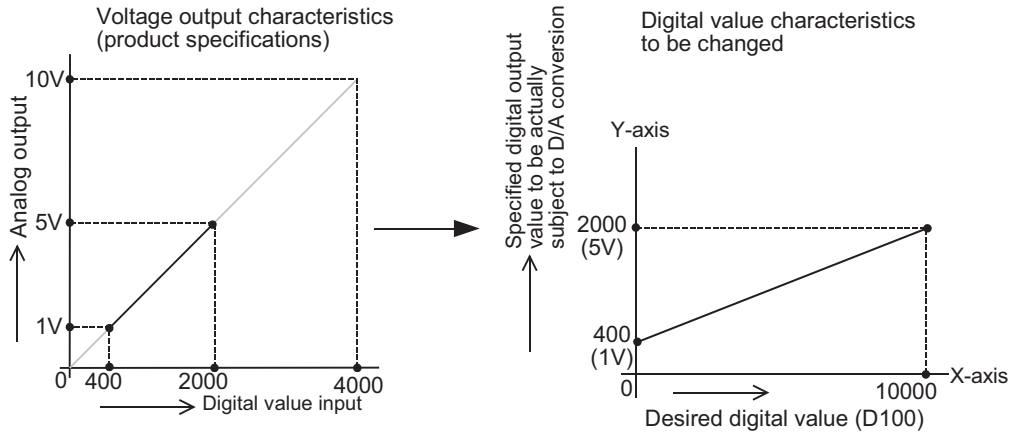 Voltage output characteristics
(product specifications)
Analog output
10V
5V
1V
0
400
2000
4000
Digital value input
Specified digital output
value to be actually
subject to D/A conversion
Digital value characteristics
to be changed
Y-axis
2000
(5V)
400
(1V)
0
10000
X-axis
Desired digital value (D100)